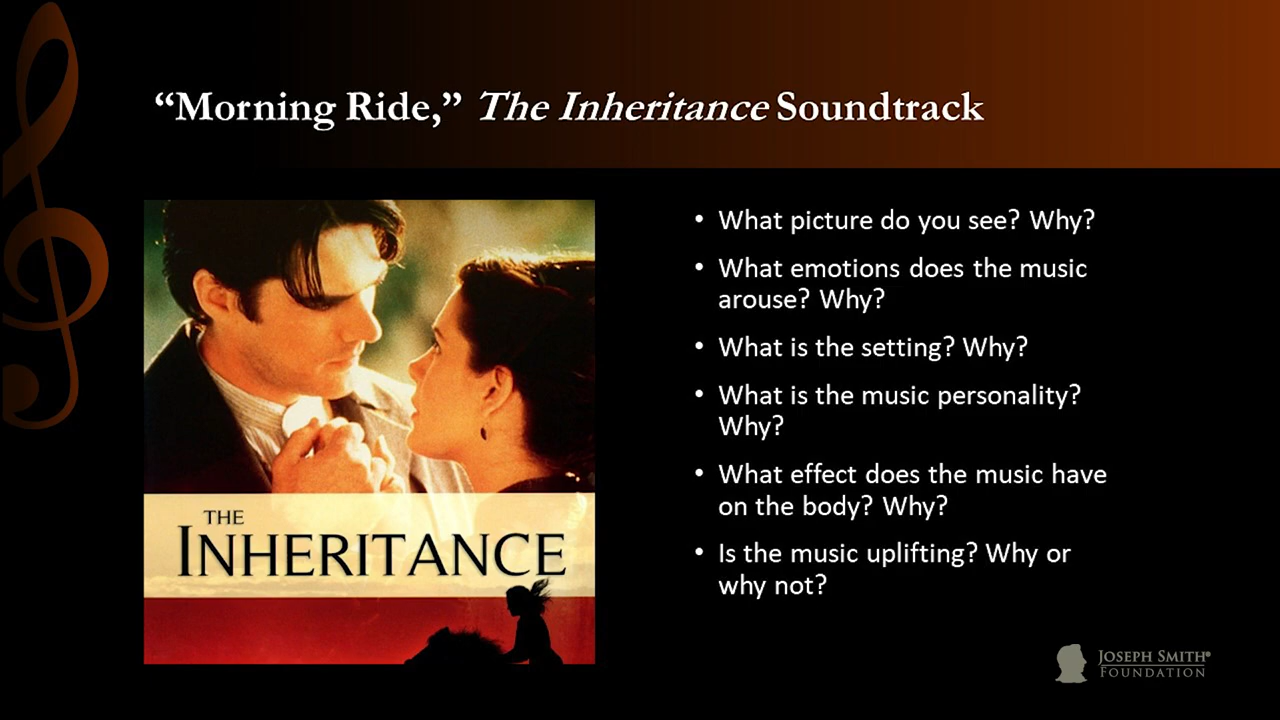 “Morning Ride,” The Inheritance Soundtrack
THE
INHERITANCE
• What picture do you see? Why?
• What emotions does the music
arouse? Why?
• What is the setting? Why?
• What is the music personality?
Why?
• What effect does the music have
on the body? Why?
• Is the music uplifting? Why or
why not?
JOSEPH SMITH®
FOUNDATION